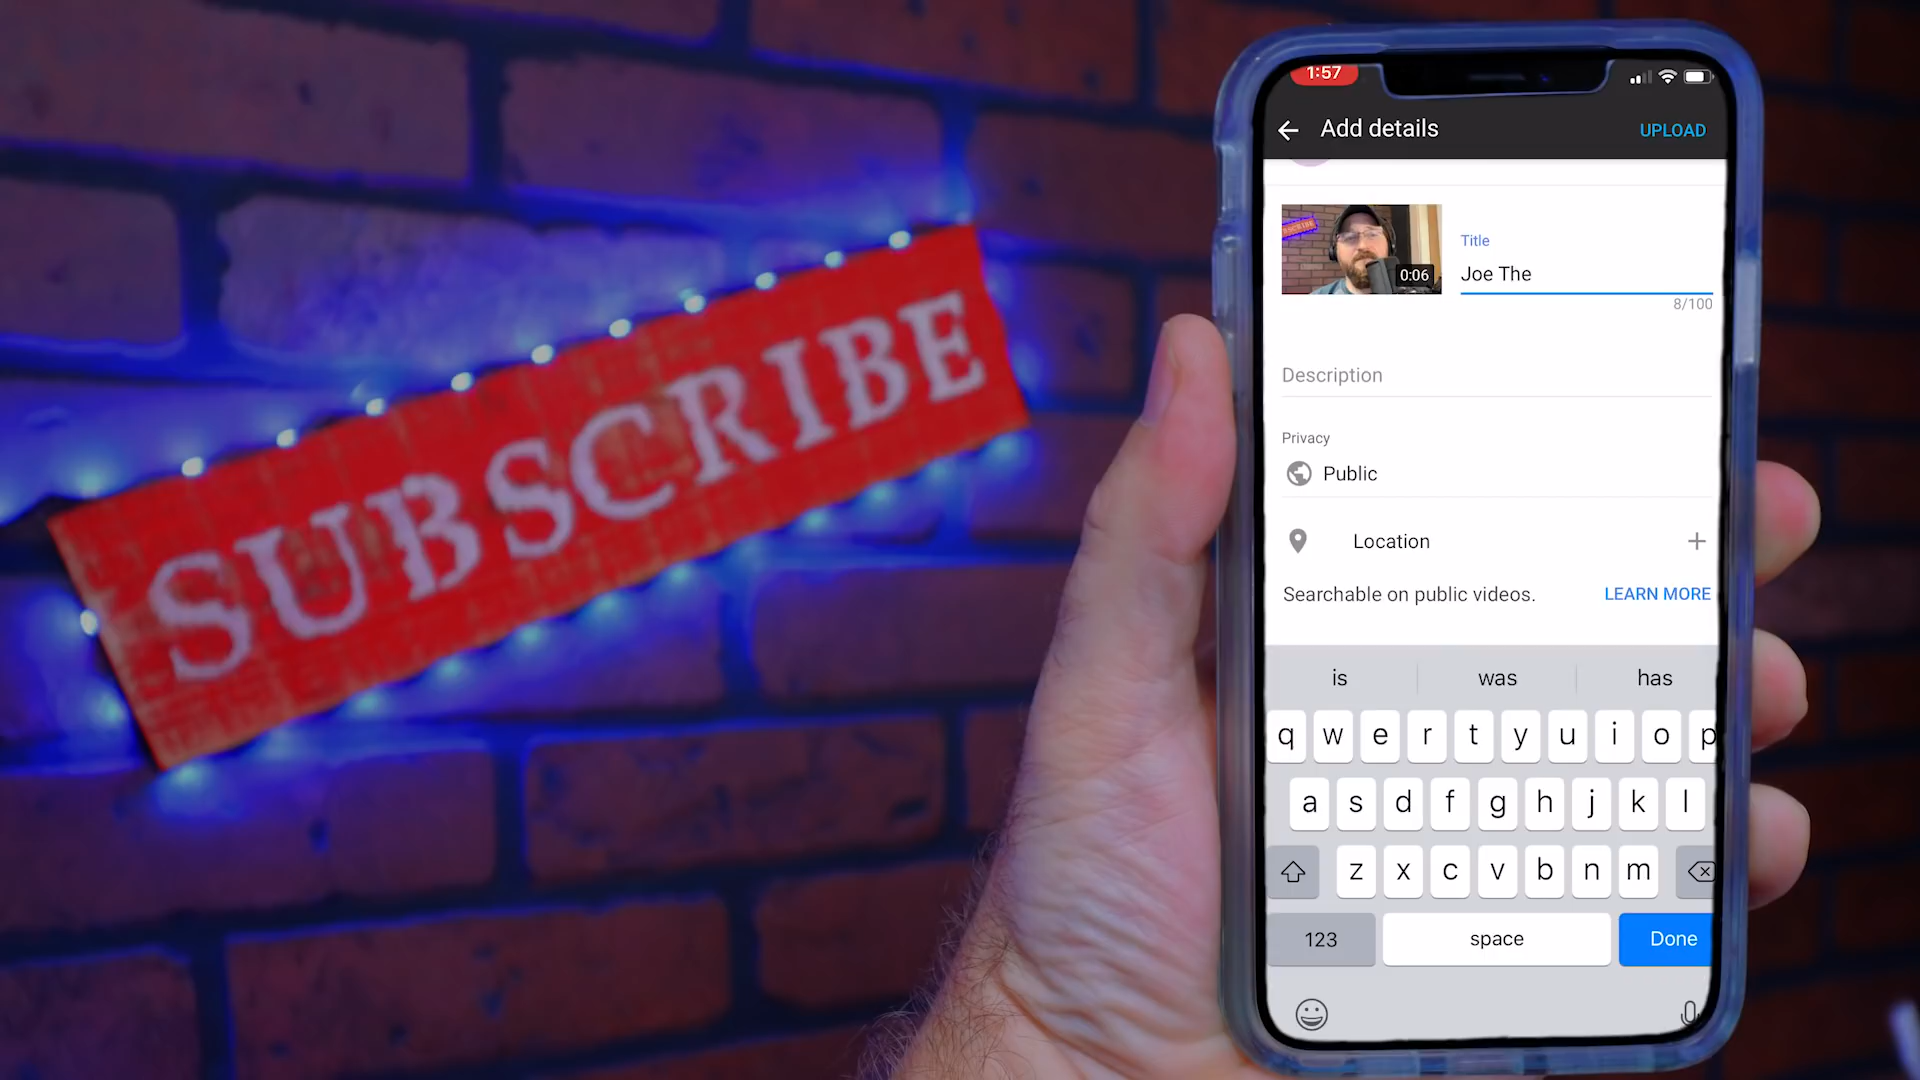 SUBSCRIBE
1:57
Add details
UPLOAD
0:06
Title
Joe The
8/100
Description
Privacy
Public
Location
Searchable on public videos.
LEARN MORE
is was has
q w e r t y u i o p
a s d f g h j k l
z x c v b n m
123 space Done